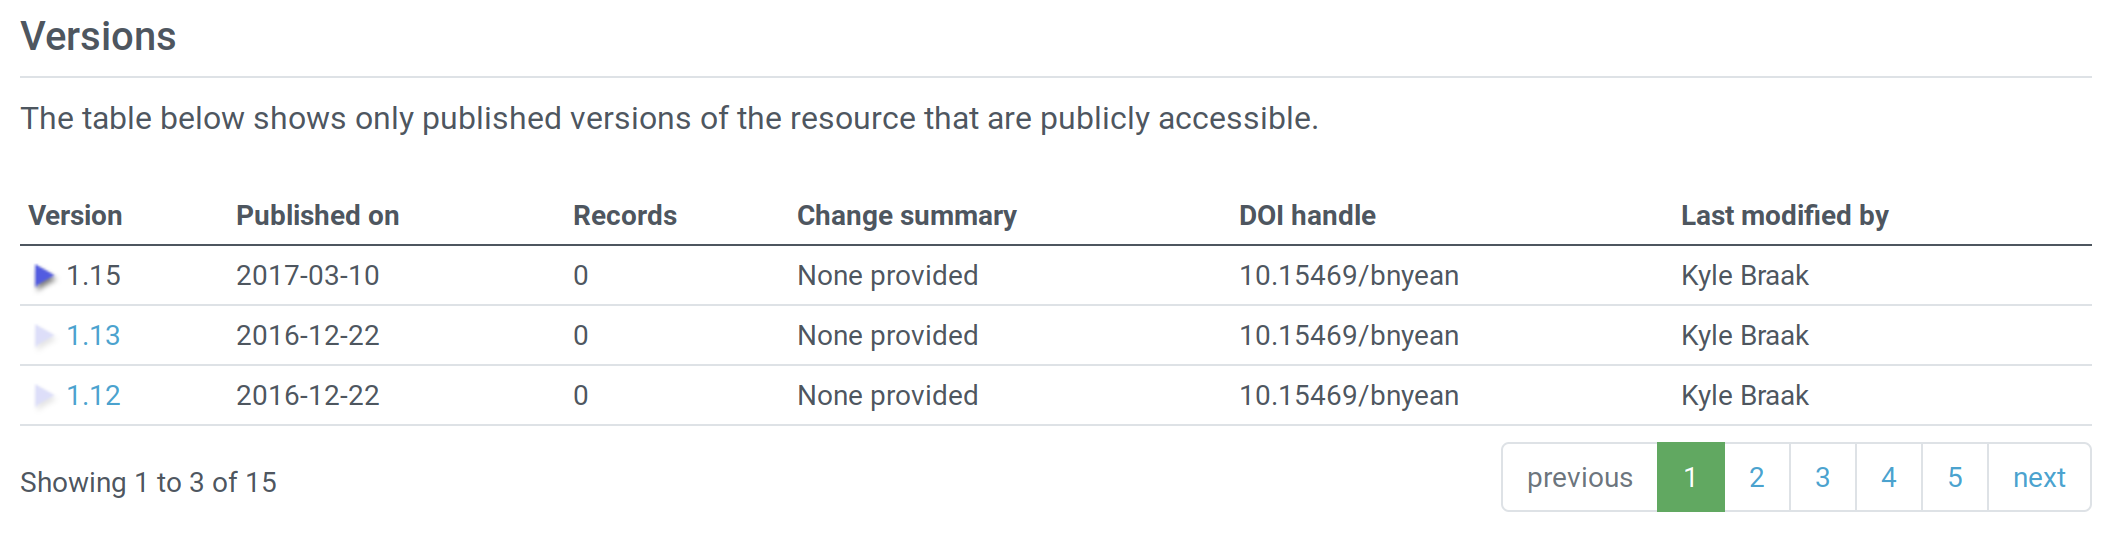 Versions
The table below shows only published versions of the resource that are publicly accessible.
Version Published on Records Change summary DOI handle Last modified by
1.15 2017-03-10 0 None provided 10.15469/bnyean Kyle Braak
1.13 2016-12-22 0 None provided 10.15469/bnyean Kyle Braak
1.12 2016-12-22 0 None provided 10.15469/bnyean Kyle Braak
Showing 1 to 3 of 15 previous 1 2 3 4 5 next